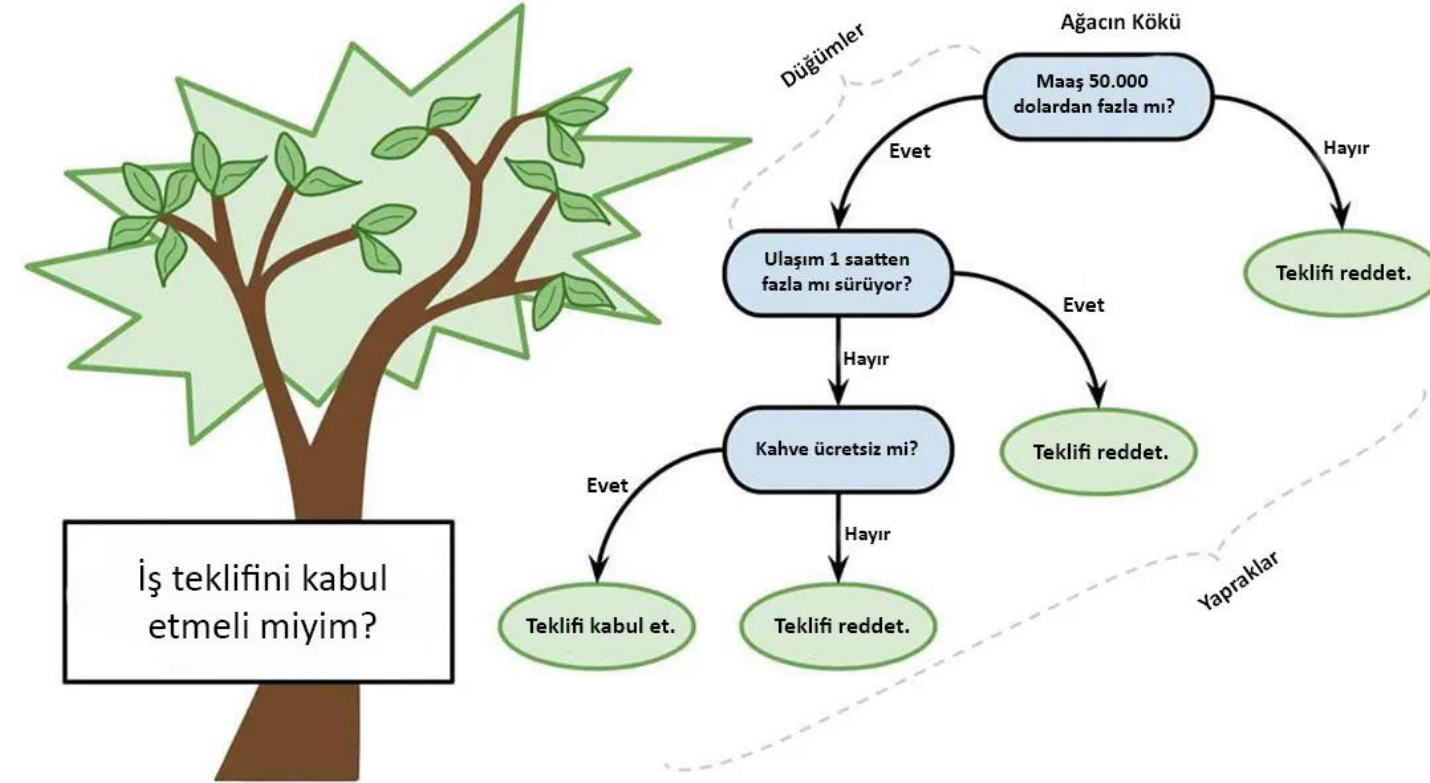 Ağacın Kökü
Düğümler
Maaş 50.000
dolardan fazla mı?
Evet
Hayır
Ulaşım 1 saatten
fazla mı sürüyor?
Teklifi reddet.
Evet
Hayır
Kahve ücretsiz mi?
Teklifi reddet.
Evet
Hayır
Teklifi kabul et.
Teklifi reddet.
Yapraklar
İş teklifini kabul
etmeli miyim?